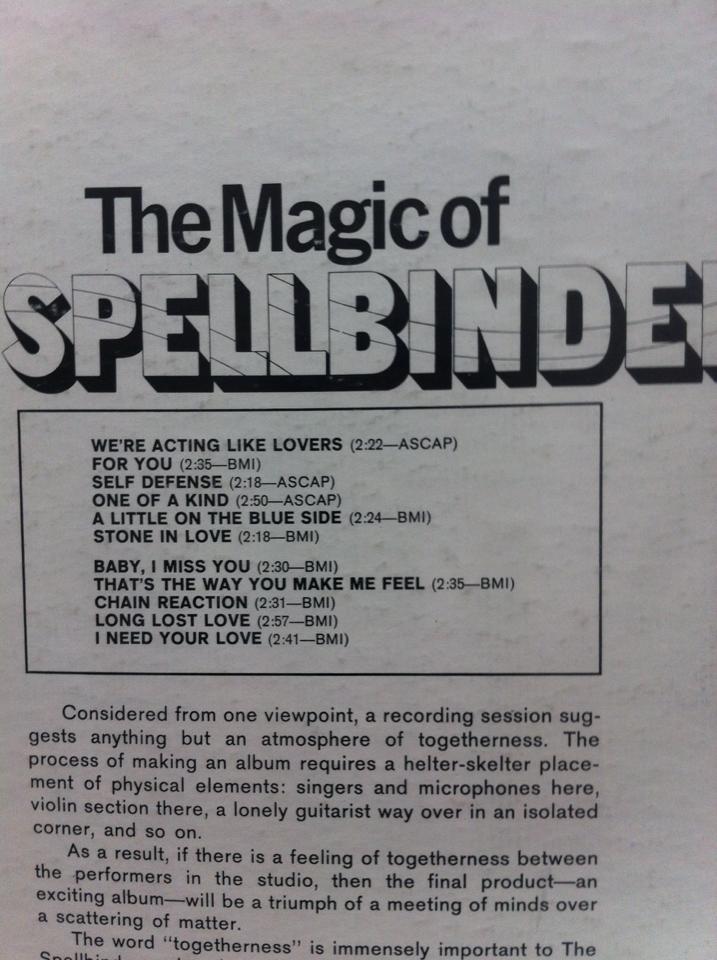 The Magic of
SPELLBINDE
WE'RE ACTING LIKE LOVERS (2:22—ASCAP)
FOR YOU (2:35—BMI)
SELF DEFENSE (2:18—ASCAP)
ONE OF A KIND (2:50—ASCAP)
A LITTLE ON THE BLUE SIDE (2:24—BMI)
STONE IN LOVE (2:18—BMI)
BABY, I MISS YOU (2:30—BMI)
THAT'S THE WAY YOU MAKE ME FEEL (2:35—BMI)
CHAIN REACTION (2:31—BMI)
LONG LOST LOVE (2:57—BMI)
I NEED YOUR LOVE (2:41—BMI)
Considered from one viewpoint, a recording session sug-
gests anything but an atmosphere of togetherness. The
process of making an album requires a helter-skelter place-
ment of physical elements: singers and microphones here,
violin section there, a lonely guitarist way over in an isolated
corner, and so on.
As a result, if there is a feeling of togetherness between
the performers in the studio, then the final product—an
exciting album—will be a triumph of a meeting of minds over
a scattering of matter.
The word "togetherness" is immensely important to The